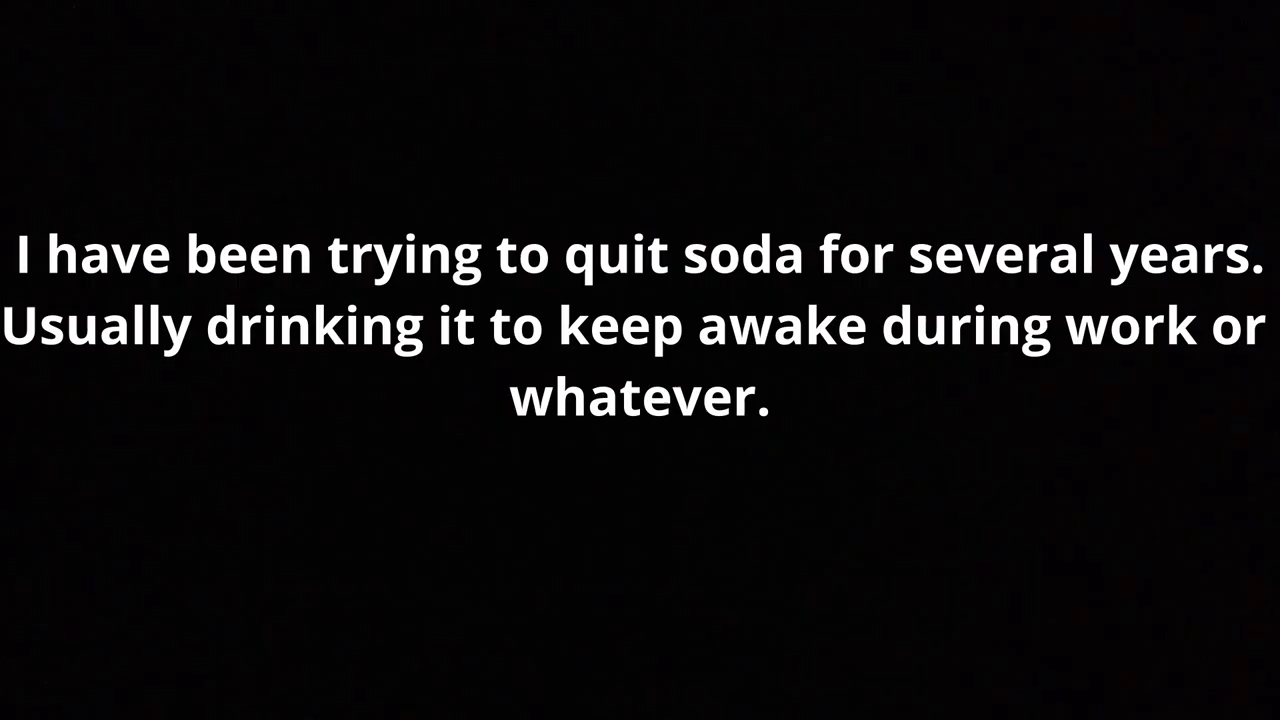 I have been trying to quit soda for several years.
Usually drinking it to keep awake during work or
whatever.